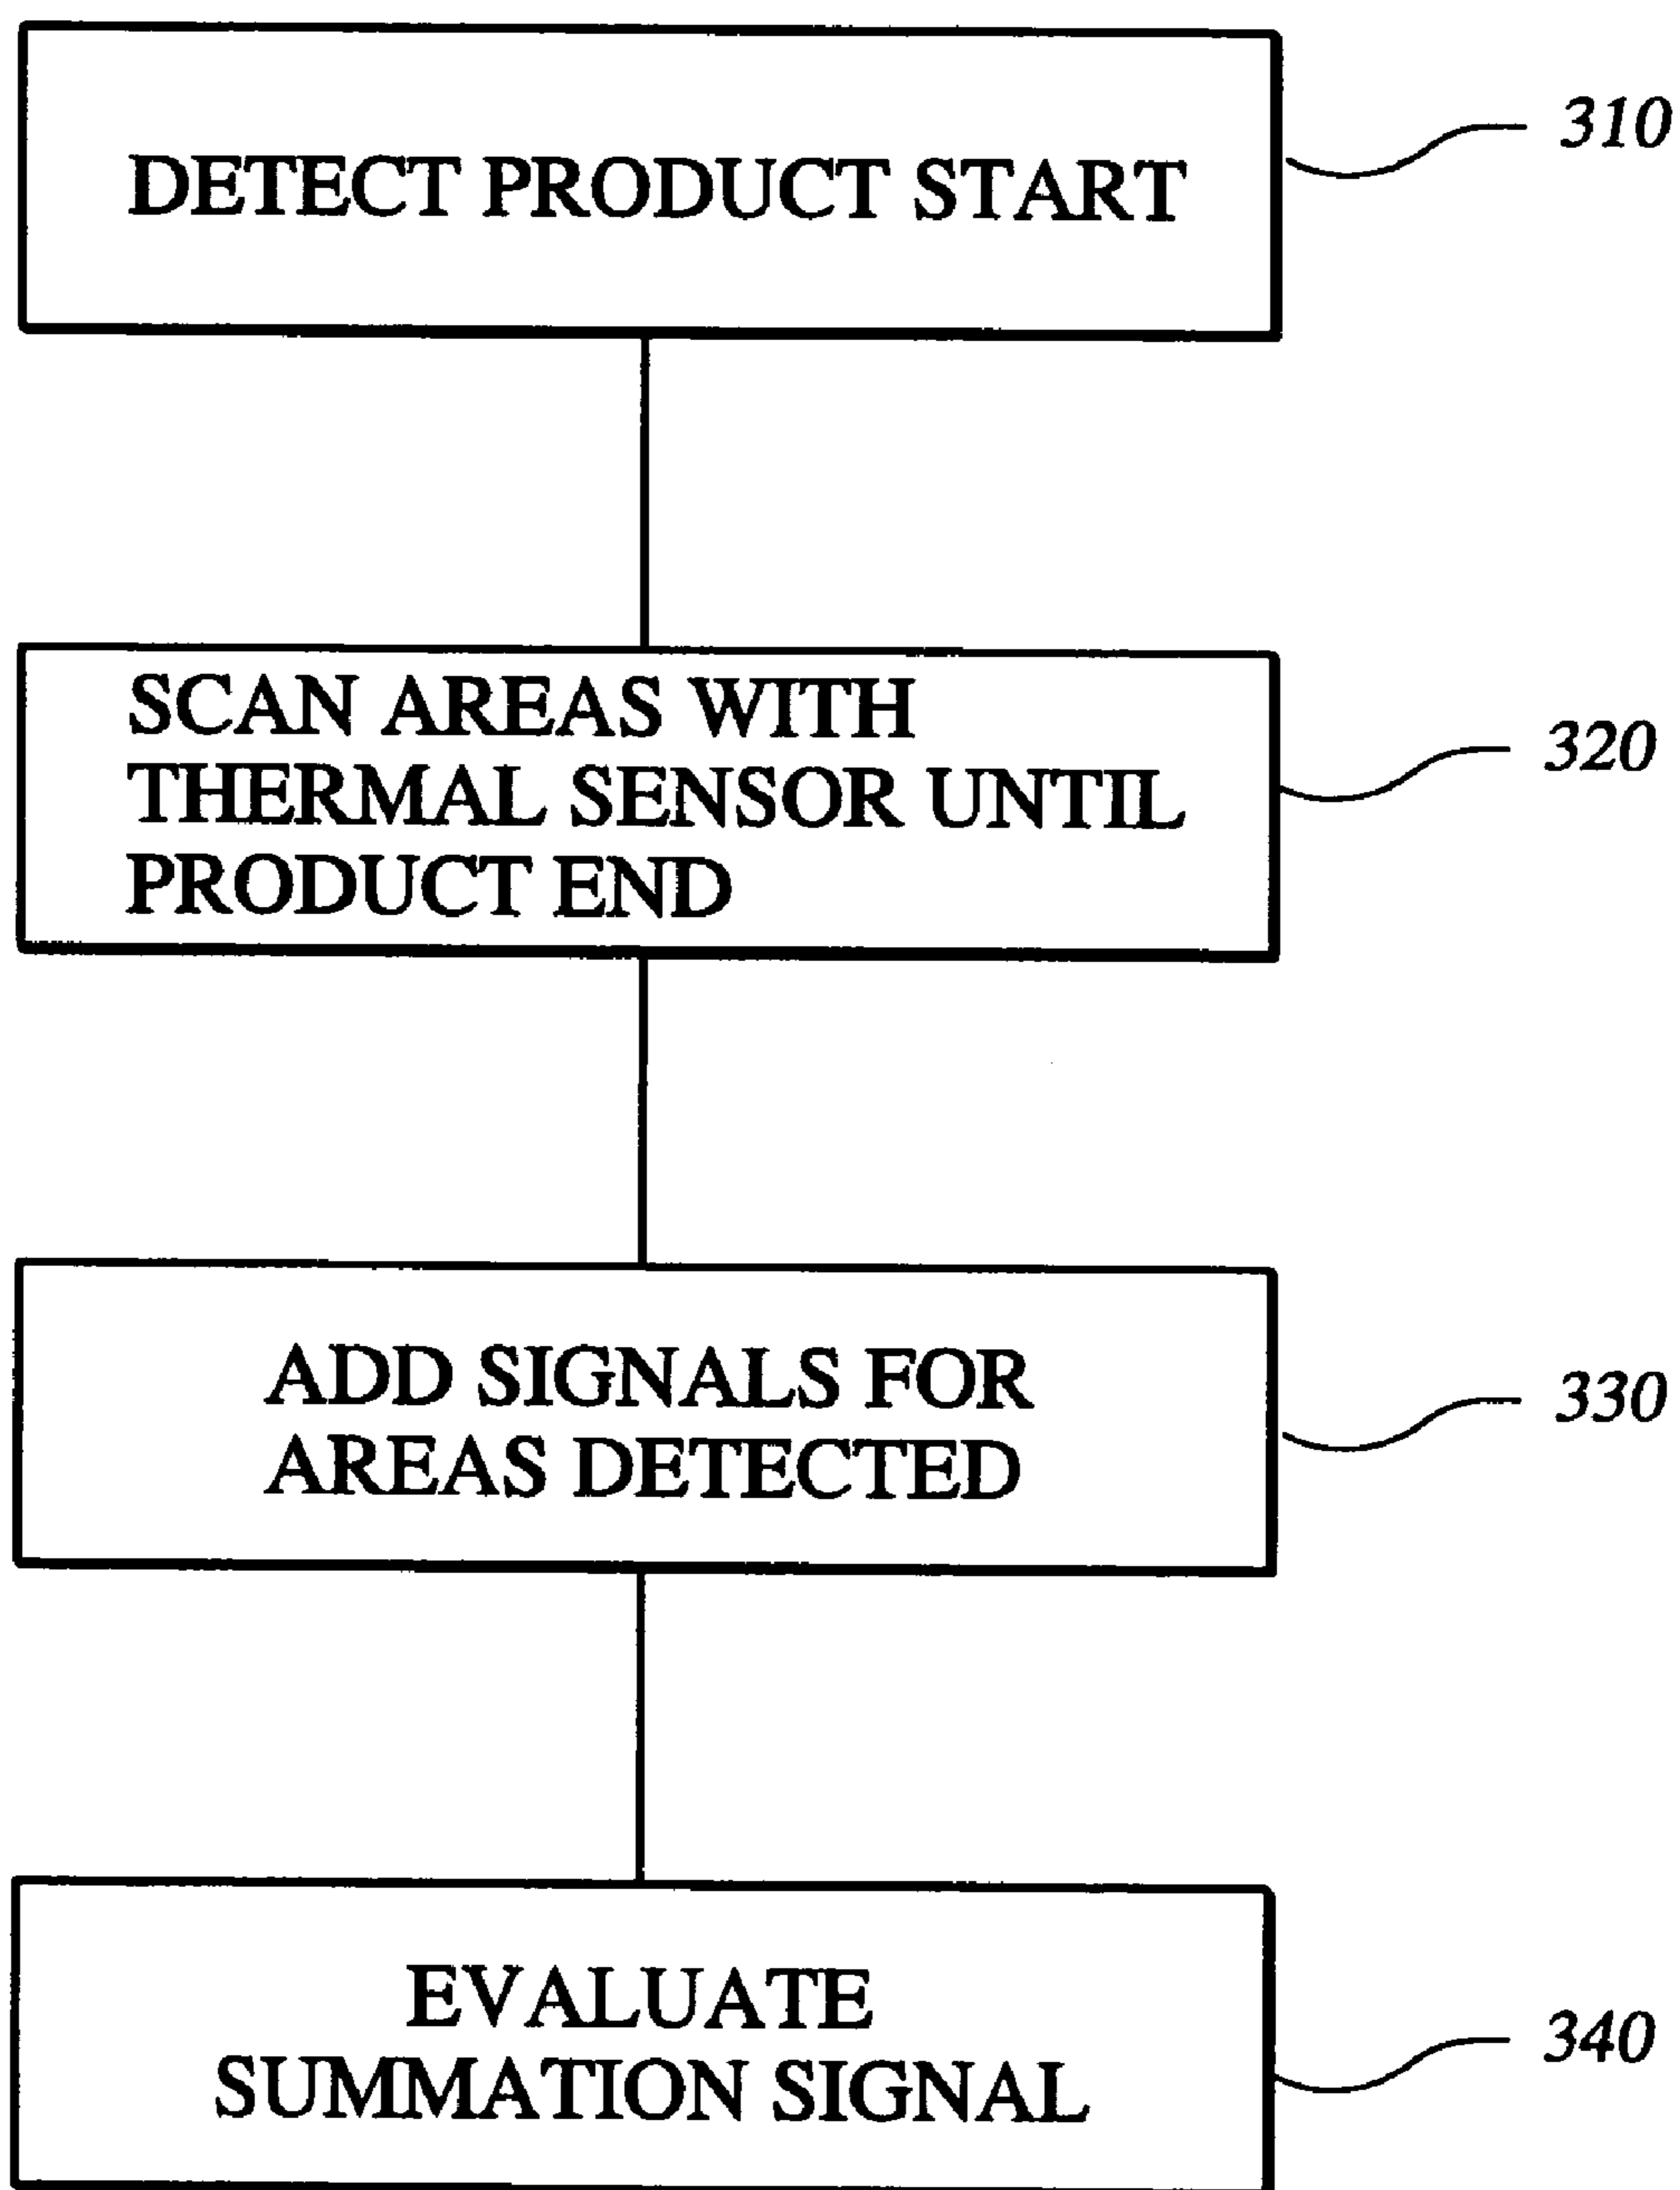 310
DETECT PRODUCT START
320
SCAN AREAS WITH
THERMAL SENSOR UNTIL
PRODUCT END
330
ADD SIGNALS FOR
AREAS DETECTED
340
EVALUATE
SUMMATION SIGNAL